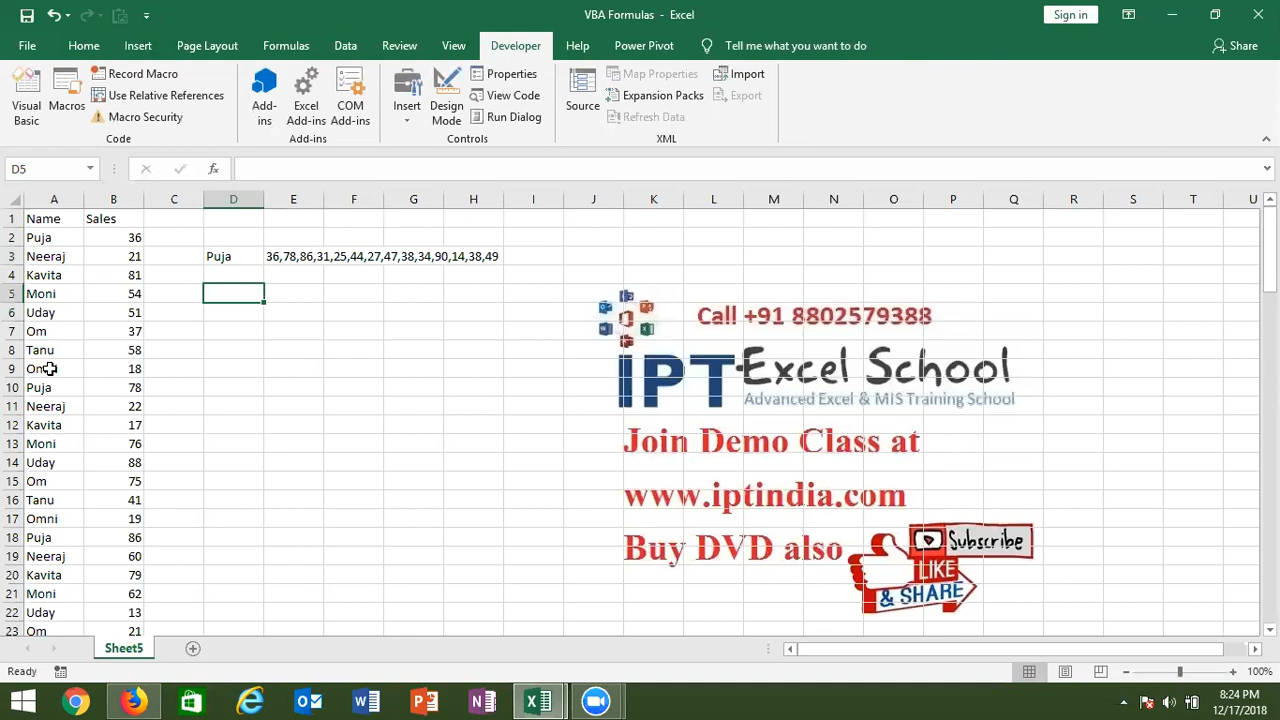 VBA Formulas - Excel
Sign in
File Home Insert Page Layout Formulas Data Review View Developer Help Power Pivot Tell me what you want to do Share
Visual Basic
Macros
Record Macro
Use Relative References
Macro Security
Code
Add-ins
Excel Add-ins
COM Add-ins
Add-ins
Insert
Design Mode
Properties
View Code
Run Dialog
Controls
Source
Map Properties
Expansion Packs
Refresh Data
Import
Export
XML
D5
fx
A B C D E F G H I J K L M N O P Q R S T U
1 Name Sales
2 Puja 36
3 Neeraj 21 Puja 36,78,86,31,25,44,27,47,38,34,90,14,38,49
4 Kavita 81
5 Moni 54
6 Uday 51
7 Om 37
8 Tanu 58
9 18
10 Puja 78
11 Neeraj 22
12 Kavita 17
13 Moni 76
14 Uday 88
15 Om 75
16 Tanu 41
17 Omni 19
18 Puja 86
19 Neeraj 60
20 Kavita 79
21 Moni 62
22 Uday 13
23 Om 21
Call +91 8802579388
IPT Excel School
Advanced Excel & MIS Training School
Join Demo Class at
www.iptindia.com
Buy DVD also
Subscribe
LIKE
& SHARE
Sheet5
Ready
100%
8:24 PM
12/17/2018